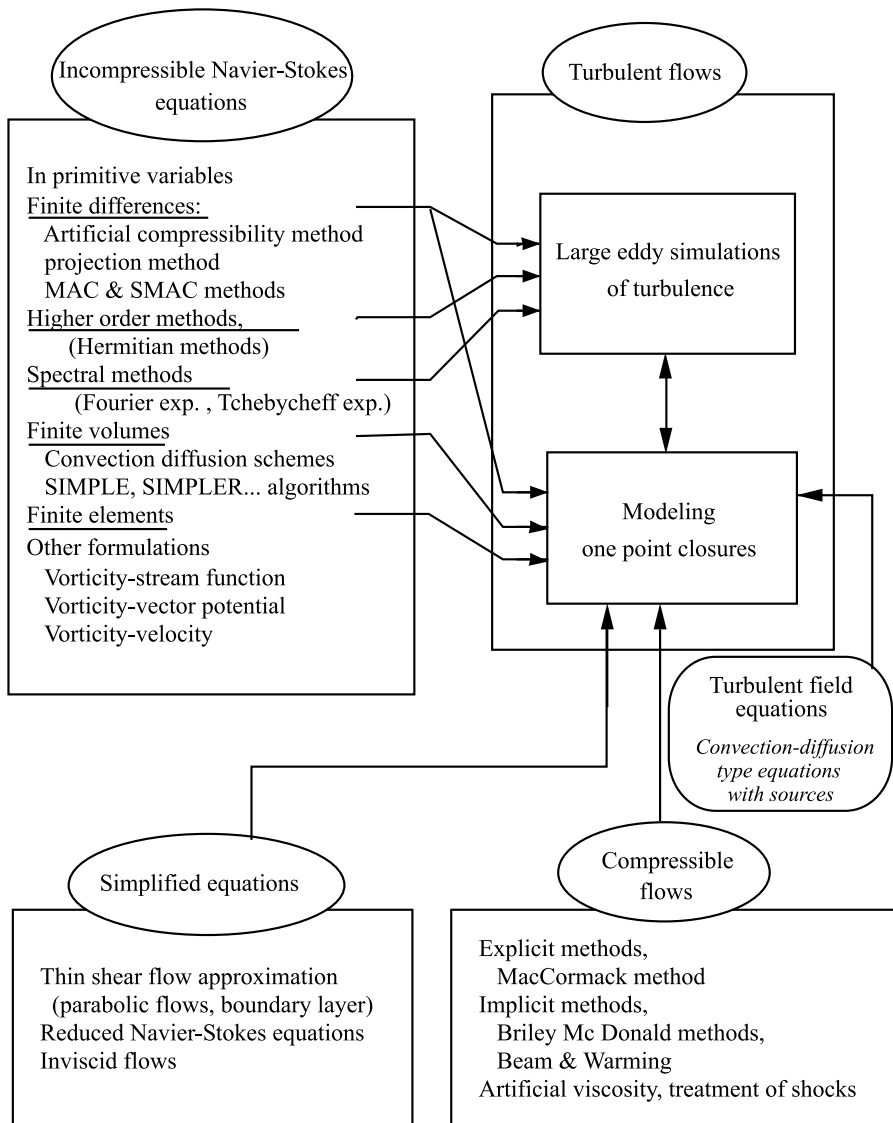 Incompressible Navier-Stokes
equations
In primitive variables
Finite differences:
Artificial compressibility method
projection method
MAC & SMAC methods
Higher order methods,
(Hermitian methods)
Spectral methods
(Fourier exp. , Tchebycheff exp.)
Finite volumes
Convection diffusion schemes
SIMPLE, SIMPLER... algorithms
Finite elements
Other formulations
Vorticity-stream function
Vorticity-vector potential
Vorticity-velocity
Turbulent flows
Large eddy simulations
of turbulence
Modeling
one point closures
Turbulent field
equations
Convection-diffusion
type equations
with sources
Simplified equations
Thin shear flow approximation
(parabolic flows, boundary layer)
Reduced Navier-Stokes equations
Inviscid flows
Compressible
flows
Explicit methods,
MacCormack method
Implicit methods,
Briley Mc Donald methods,
Beam & Warming
Artificial viscosity, treatment of shocks